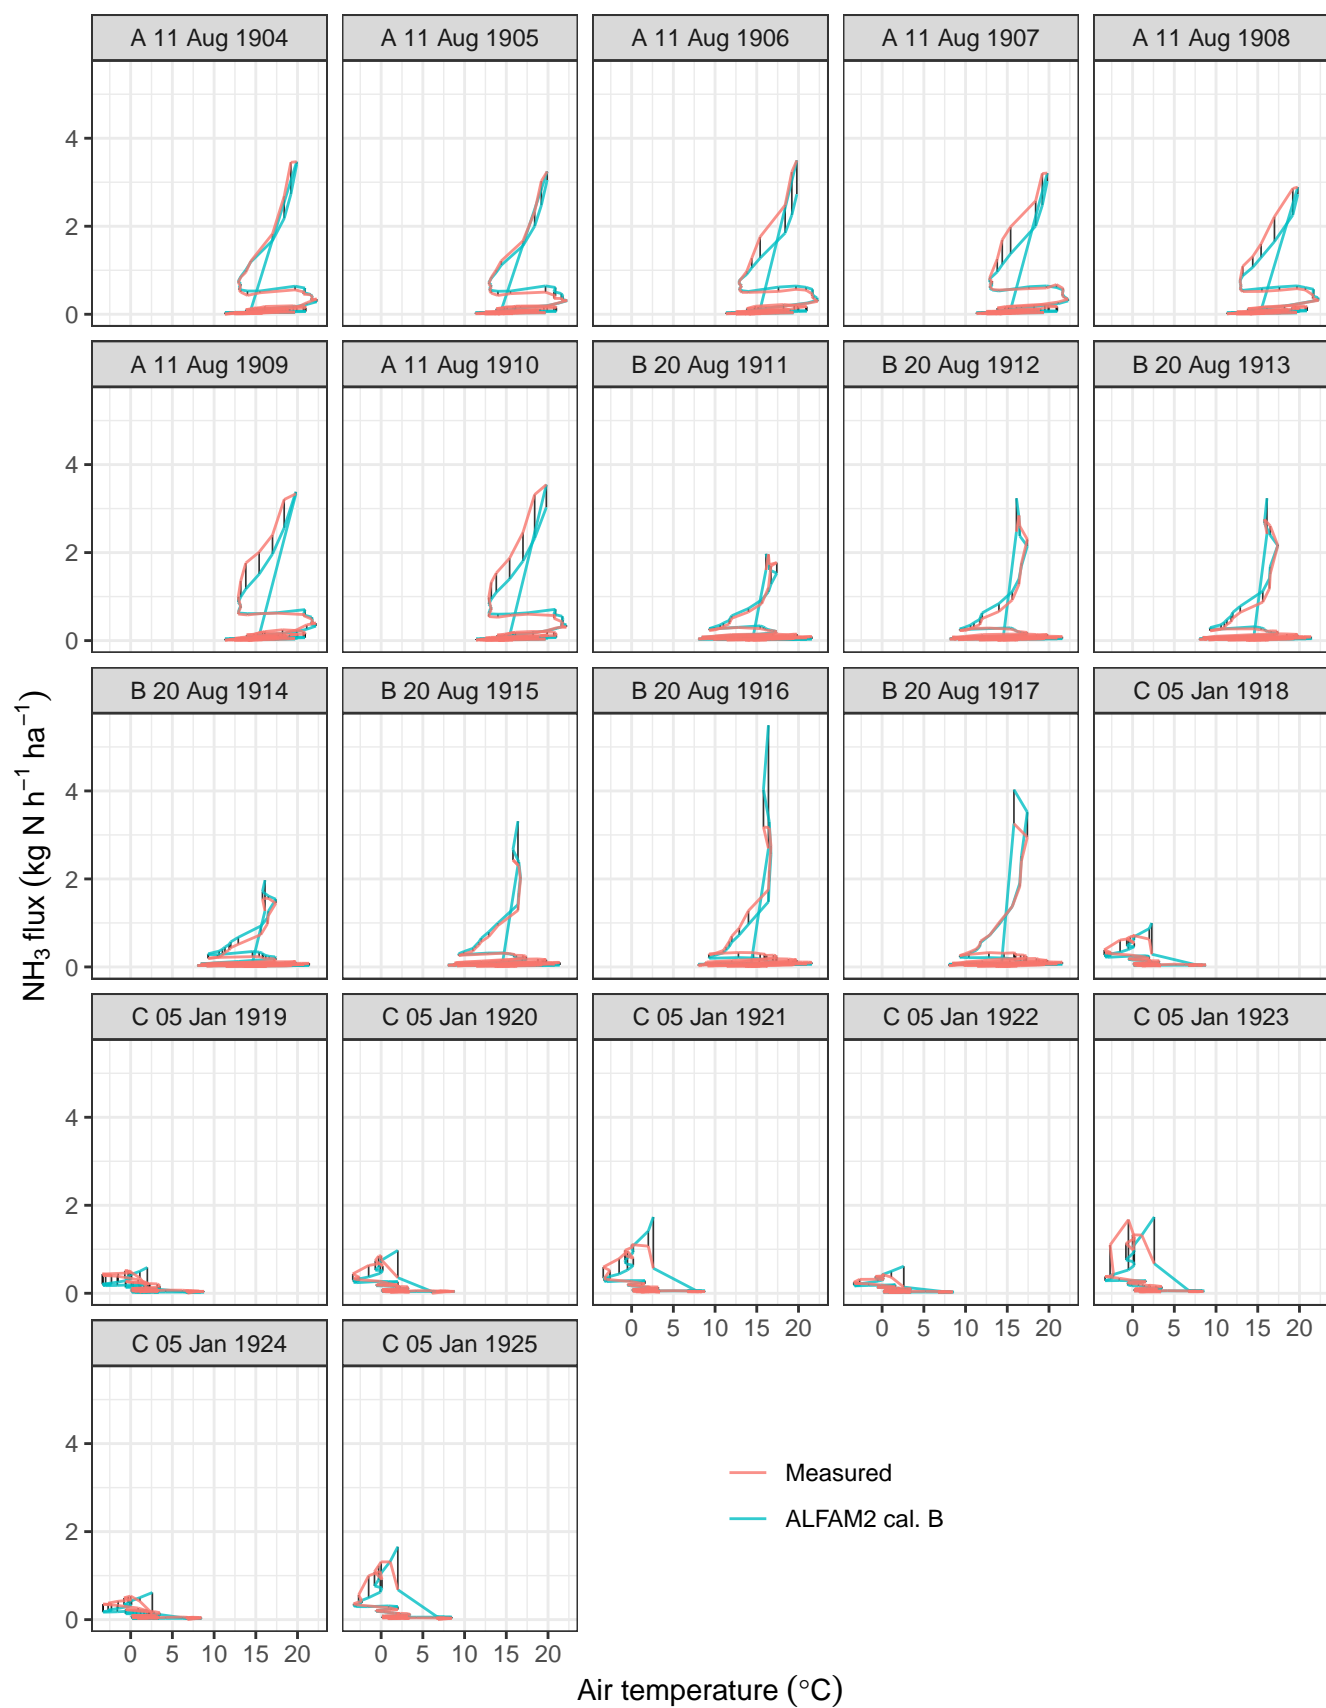 A 11 Aug 1904
A 11 Aug 1905
A 11 Aug 1906
A 11 Aug 1907
A 11 Aug 1908
4
2
0
A 11 Aug 1909
A 11 Aug 1910
B 20 Aug 1911
B 20 Aug 1912
B 20 Aug 1913
4
2
0
B 20 Aug 1914
B 20 Aug 1915
B 20 Aug 1916
B 20 Aug 1917
C 05 Jan 1918
4
2
0
NH₃ flux (kg N h⁻¹ ha⁻¹)
C 05 Jan 1919
C 05 Jan 1920
C 05 Jan 1921
C 05 Jan 1922
C 05 Jan 1923
4
2
0
0 5 10 15 20
0 5 10 15 20
0 5 10 15 20
C 05 Jan 1924
C 05 Jan 1925
4
2
0
0 5 10 15 20
0 5 10 15 20
Measured
ALFAM2 cal. B
Air temperature (°C)